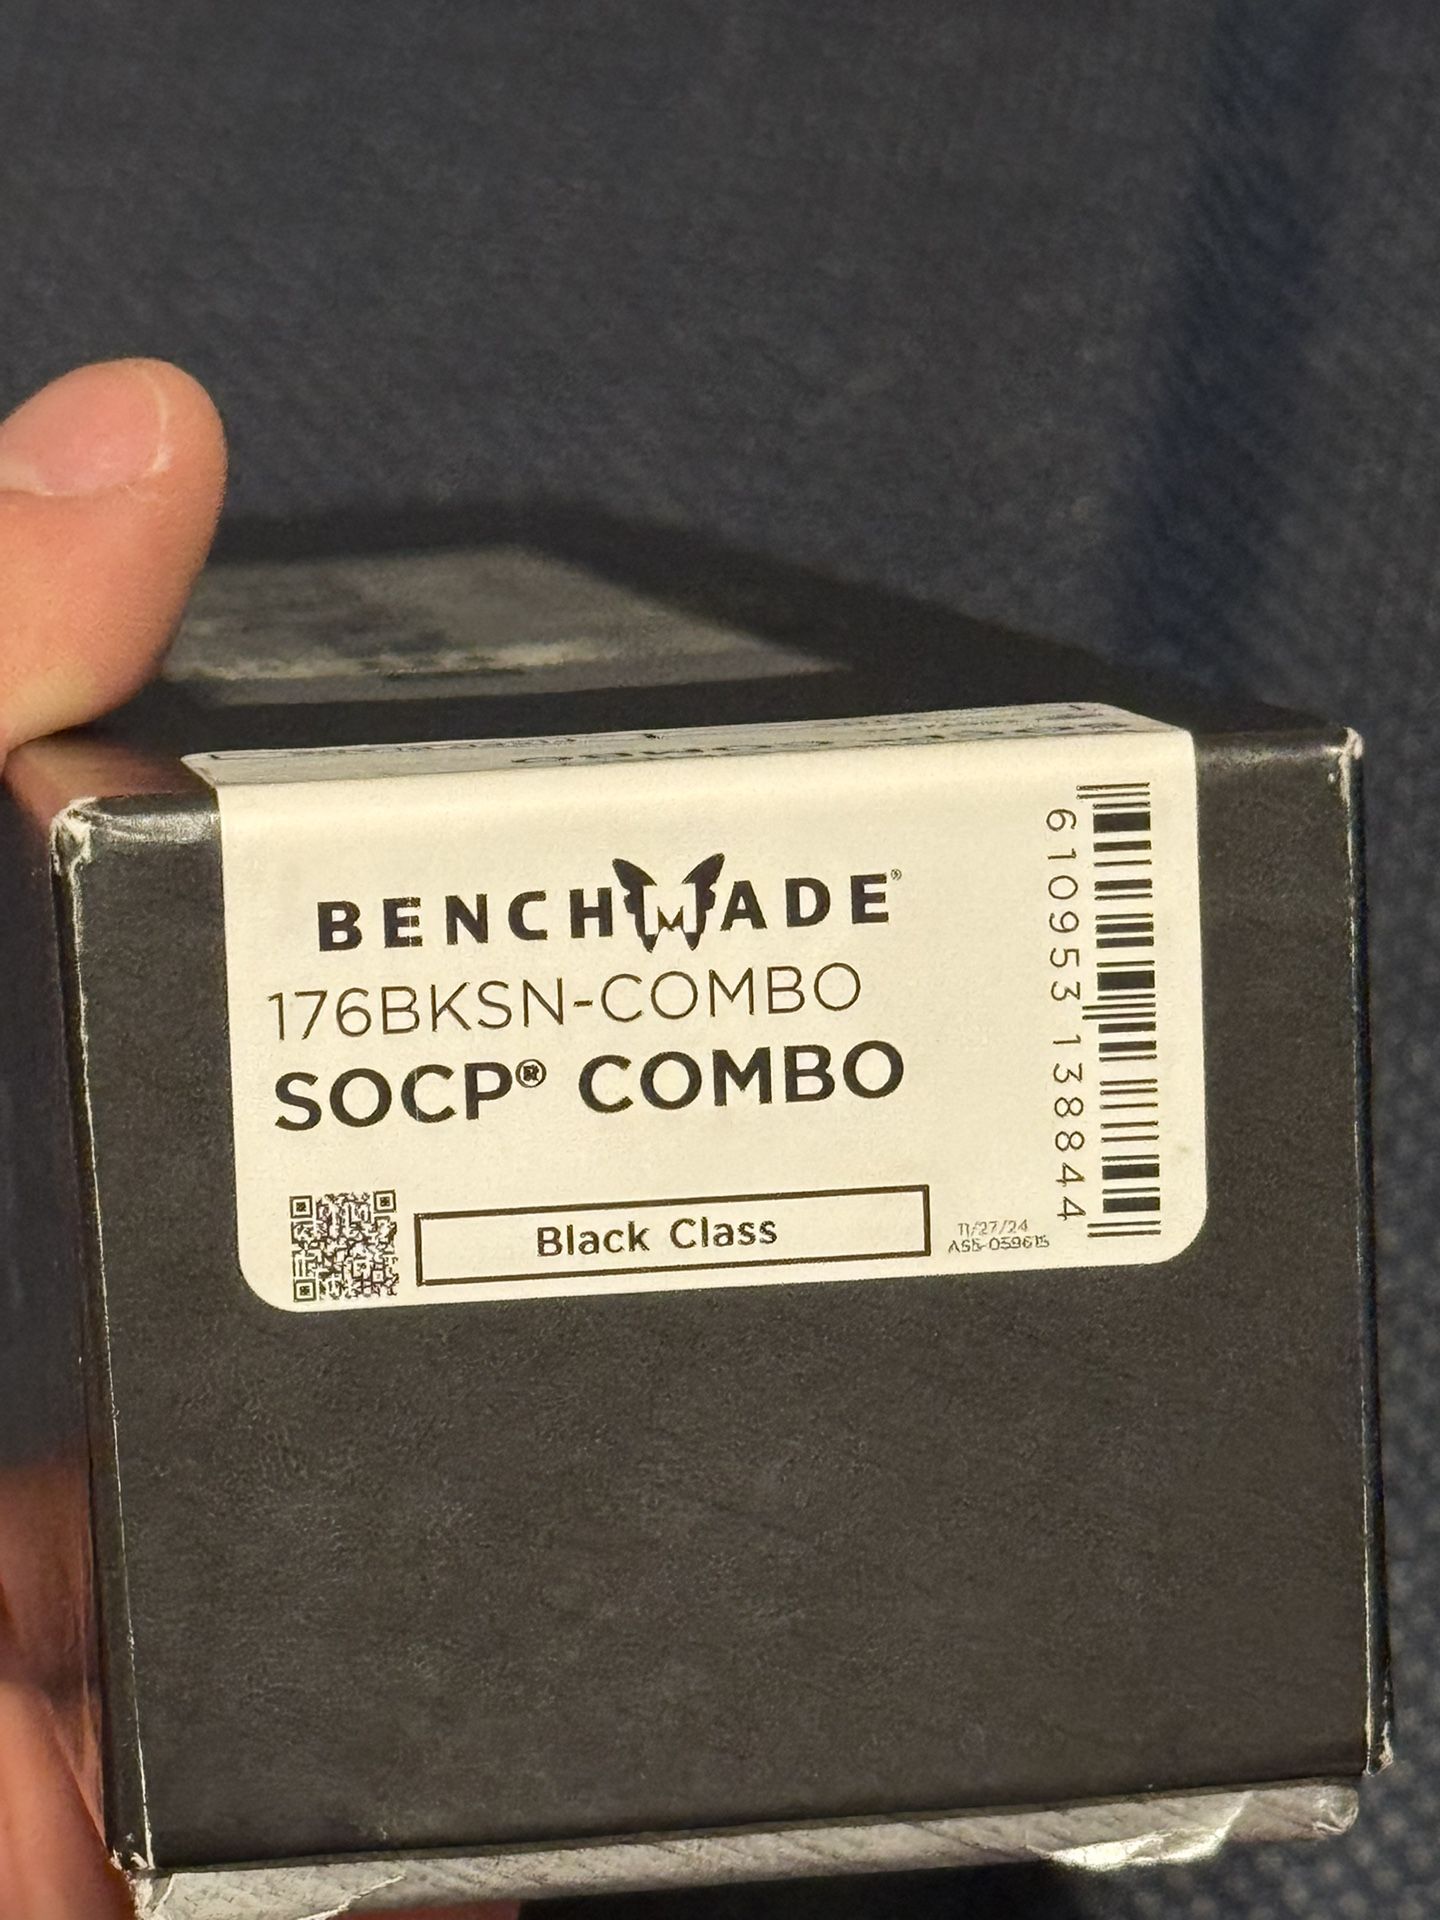 BENCHMADE®
176BKSN-COMBO
SOCP® COMBO
Black Class
11/27/24
6 10953 13884 4